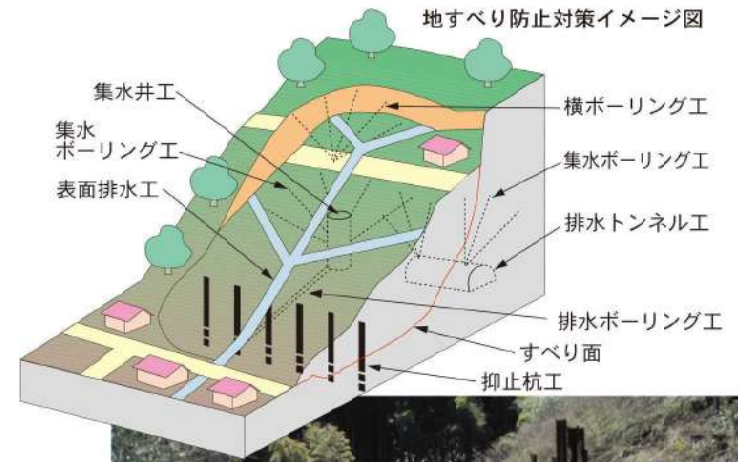 地すべり防止対策イメージ図
集水井工
集水
ボーリング工
表面排水工
横ボーリング工
集水ボーリング工
排水トンネル工
排水ボーリング工
すべり面
抑止杭工